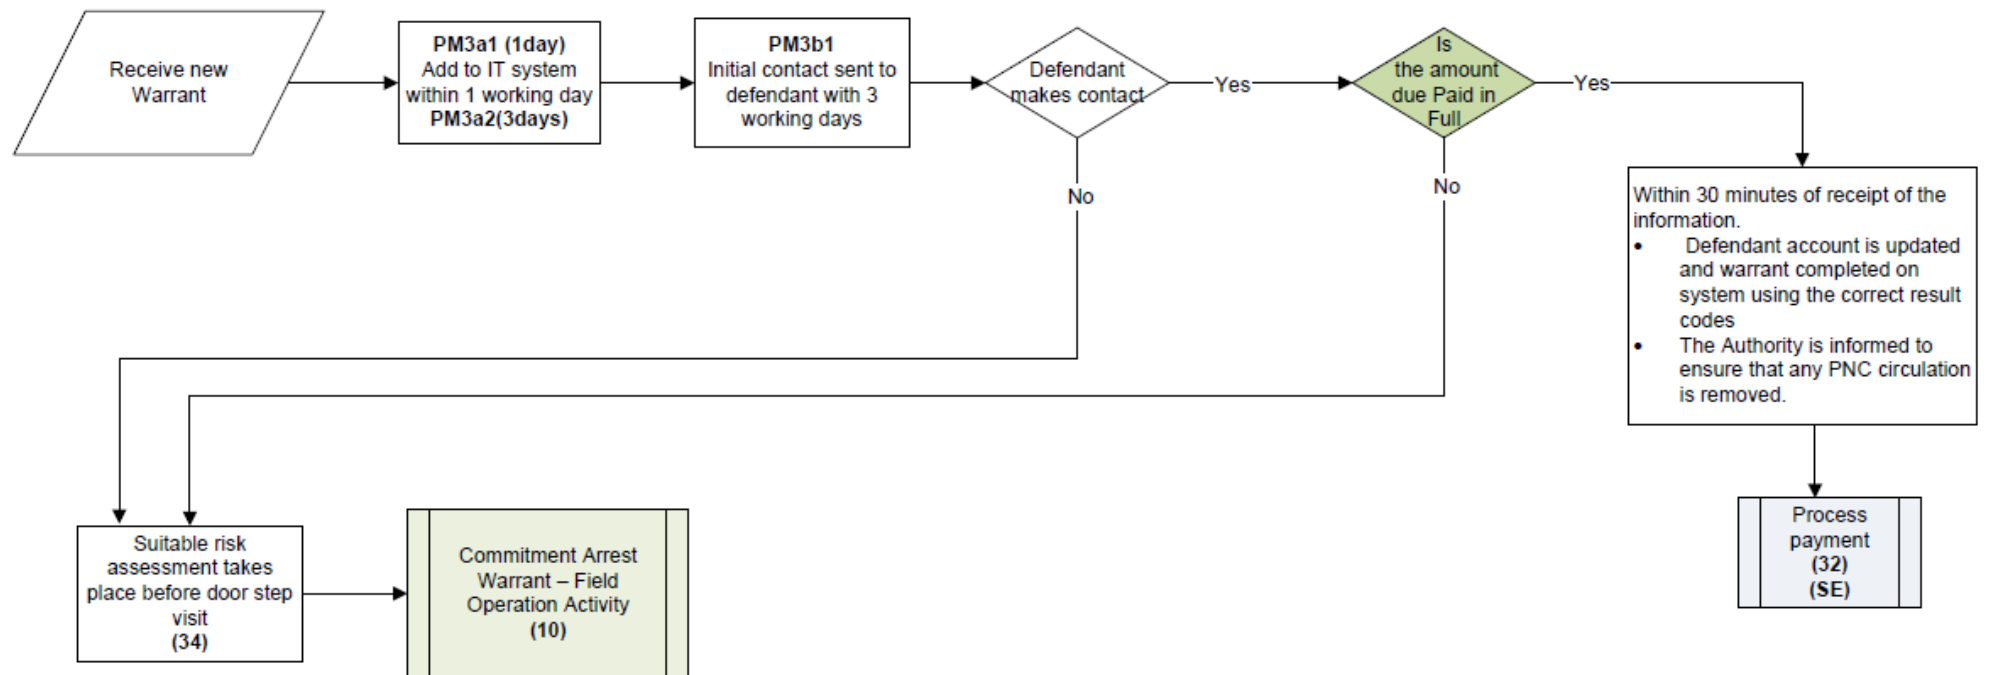 Receive new
Warrant
PM3a1 (1day)
Add to IT system
within 1 working day
PM3a2(3days)
PM3b1
Initial contact sent to
defendant with 3
working days
Defendant
makes contact
Yes
Is
the amount
due Paid in
Full
Yes
No
No
Within 30 minutes of receipt of the
information.
• Defendant account is updated
and warrant completed on
system using the correct result
codes
• The Authority is informed to
ensure that any PNC circulation
is removed.
Suitable risk
assessment takes
place before door step
visit
(34)
Commitment Arrest
Warrant – Field
Operation Activity
(10)
Process
payment
(32)
(SE)